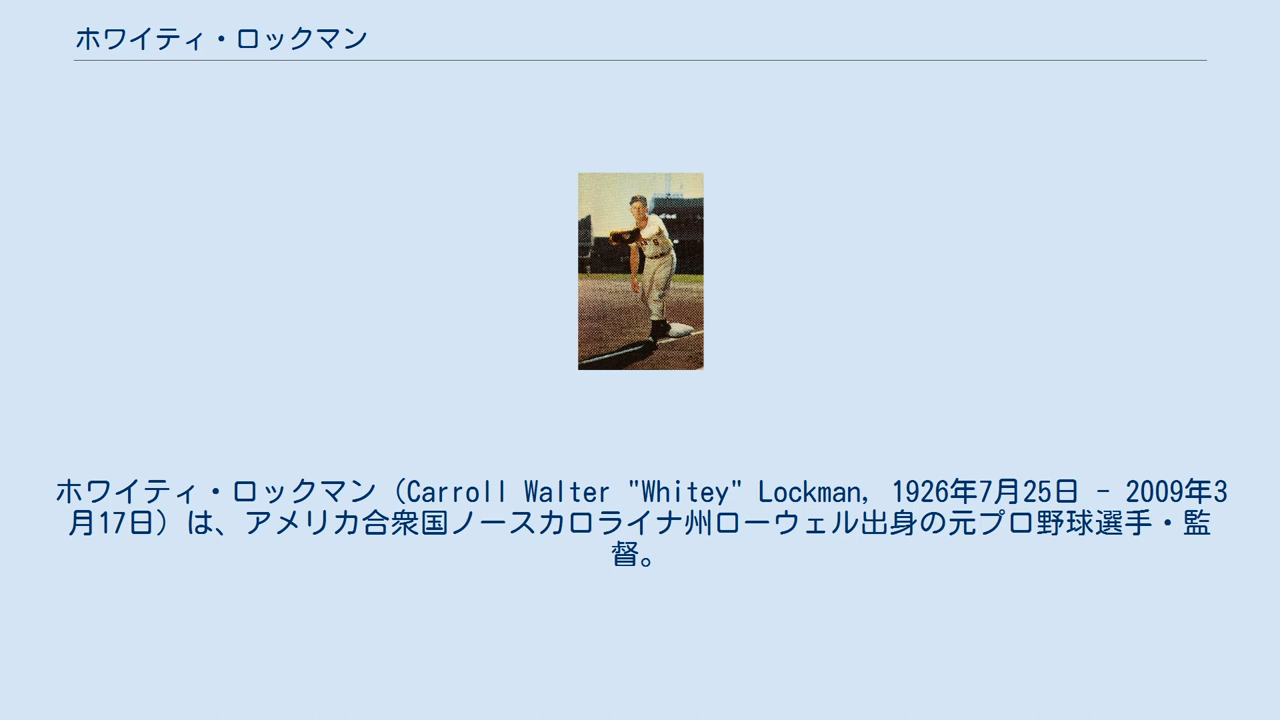 ホワイティ・ロックマン
ホワイティ・ロックマン（Carroll Walter "Whitey" Lockman, 1926年7月25日 - 2009年3
月17日）は、アメリカ合衆国ノースカロライナ州ローウェル出身の元プロ野球選手・監
督。